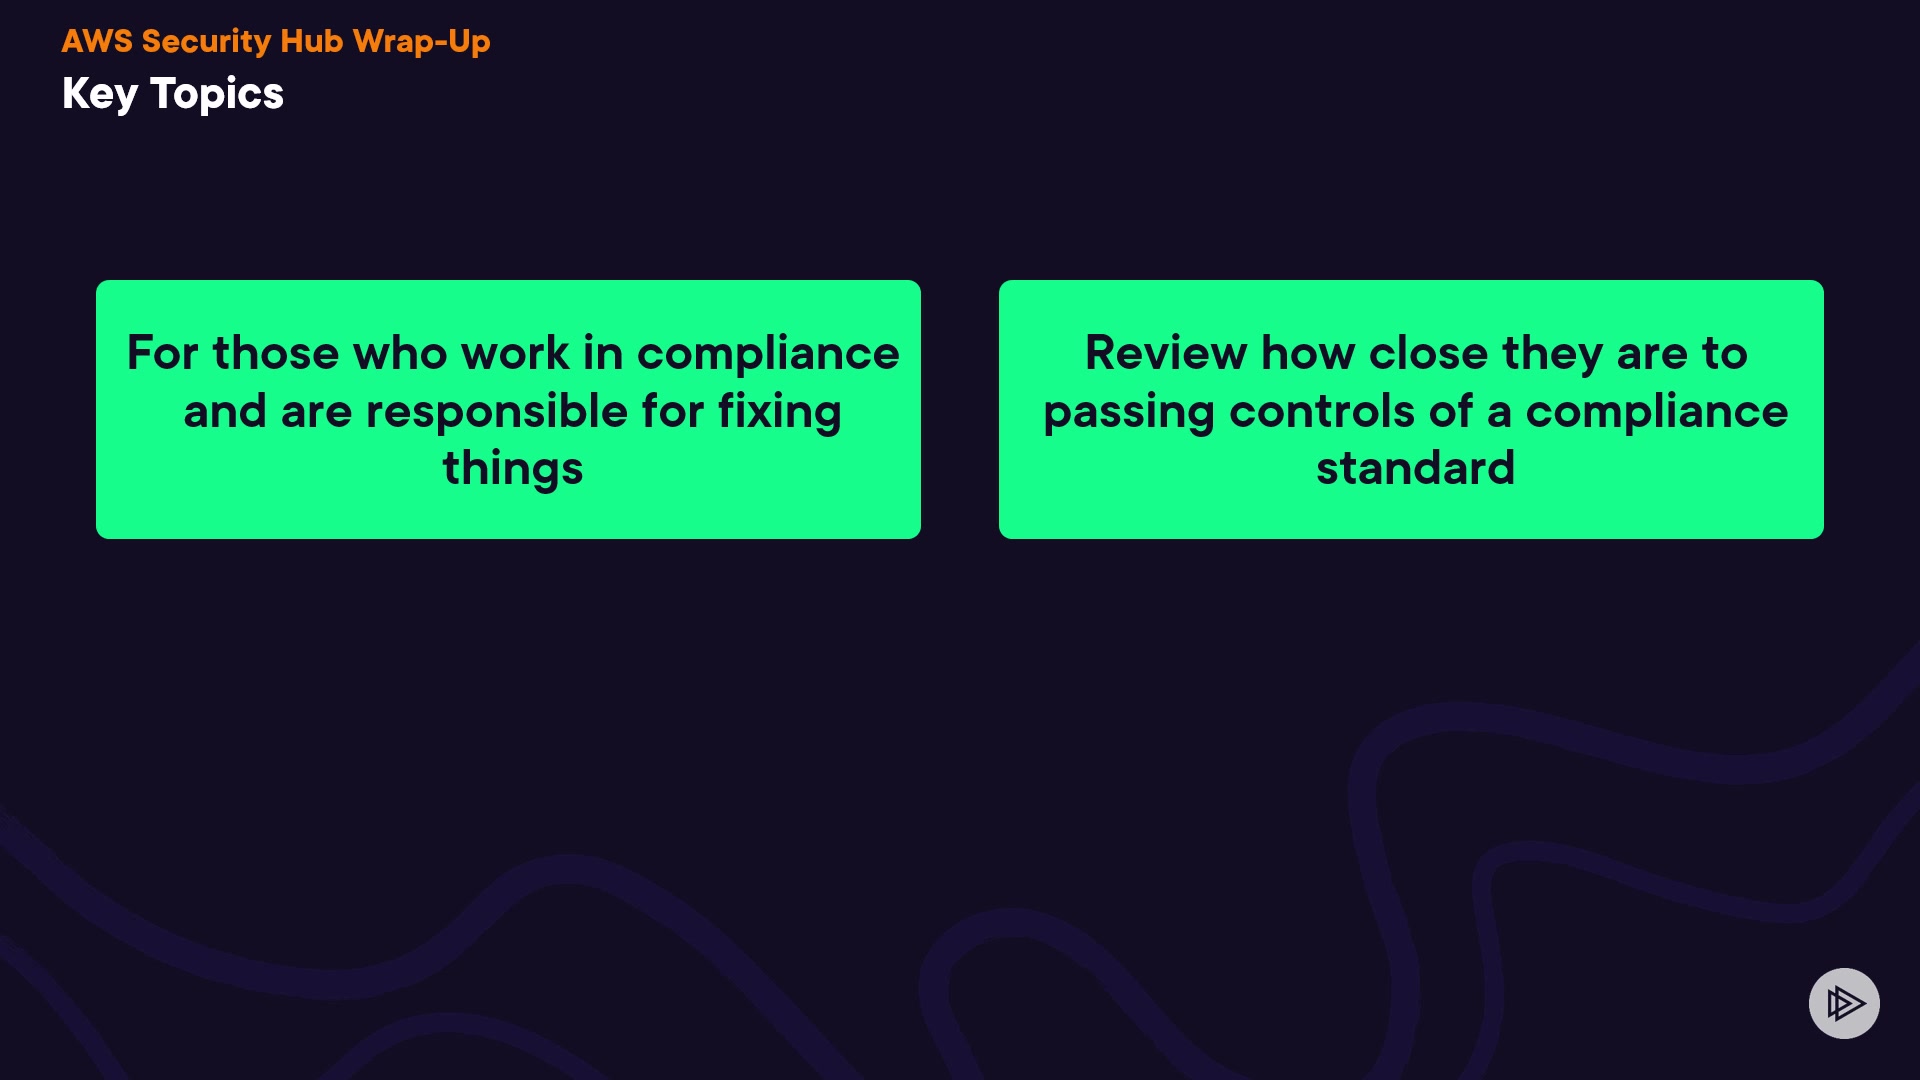 AWS Security Hub Wrap-Up
Key Topics
For those who work in compliance
and are responsible for fixing
things
Review how close they are to
passing controls of a compliance
standard